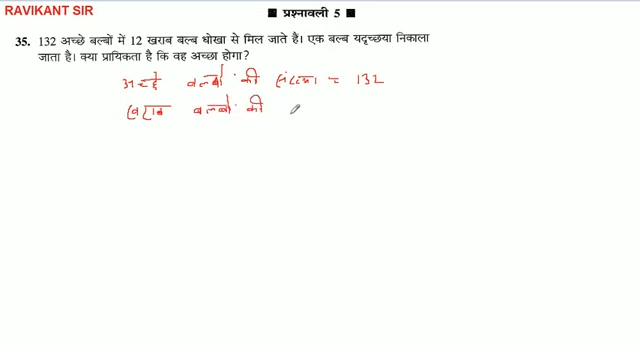 RAVIKANT SIR
■ प्रश्नावली 5 ■
35. 132 अच्छे बल्बों में 12 खराब बल्ब धोखा से मिल जाते है। एक बल्ब यदृच्छया निकाला
जाता है। क्या प्रायिकता है कि वह अच्छा होगा?
अच्छे बल्बों की संख्या = 132
खराब बल्बों की